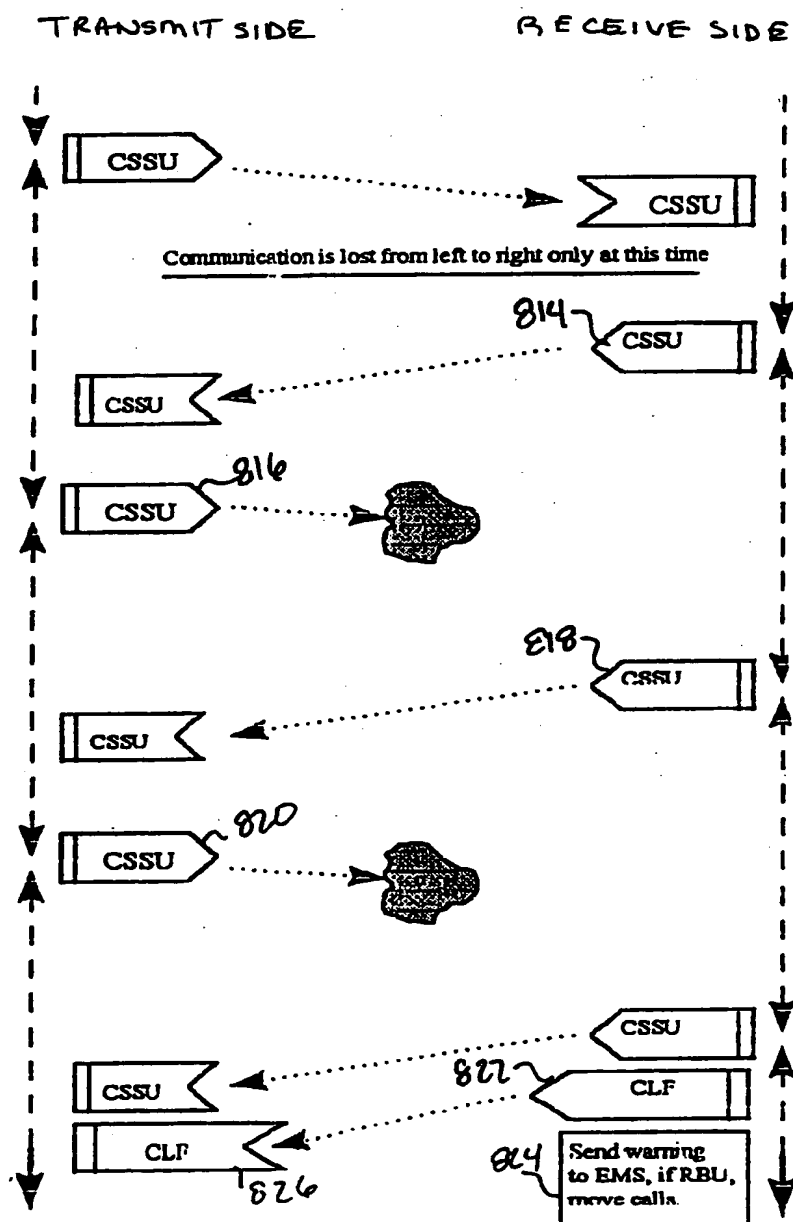 TRANSMIT SIDE
RECEIVE SIDE
CSSU
CSSU
Communication is lost from left to right only at this time
814
CSSU
CSSU
816
CSSU
818
CSSU
CSSU
820
CSSU
CSSU
CSSU
822
CLF
CLF
826
824
Send warning
to EMS, if RBU,
move calls.